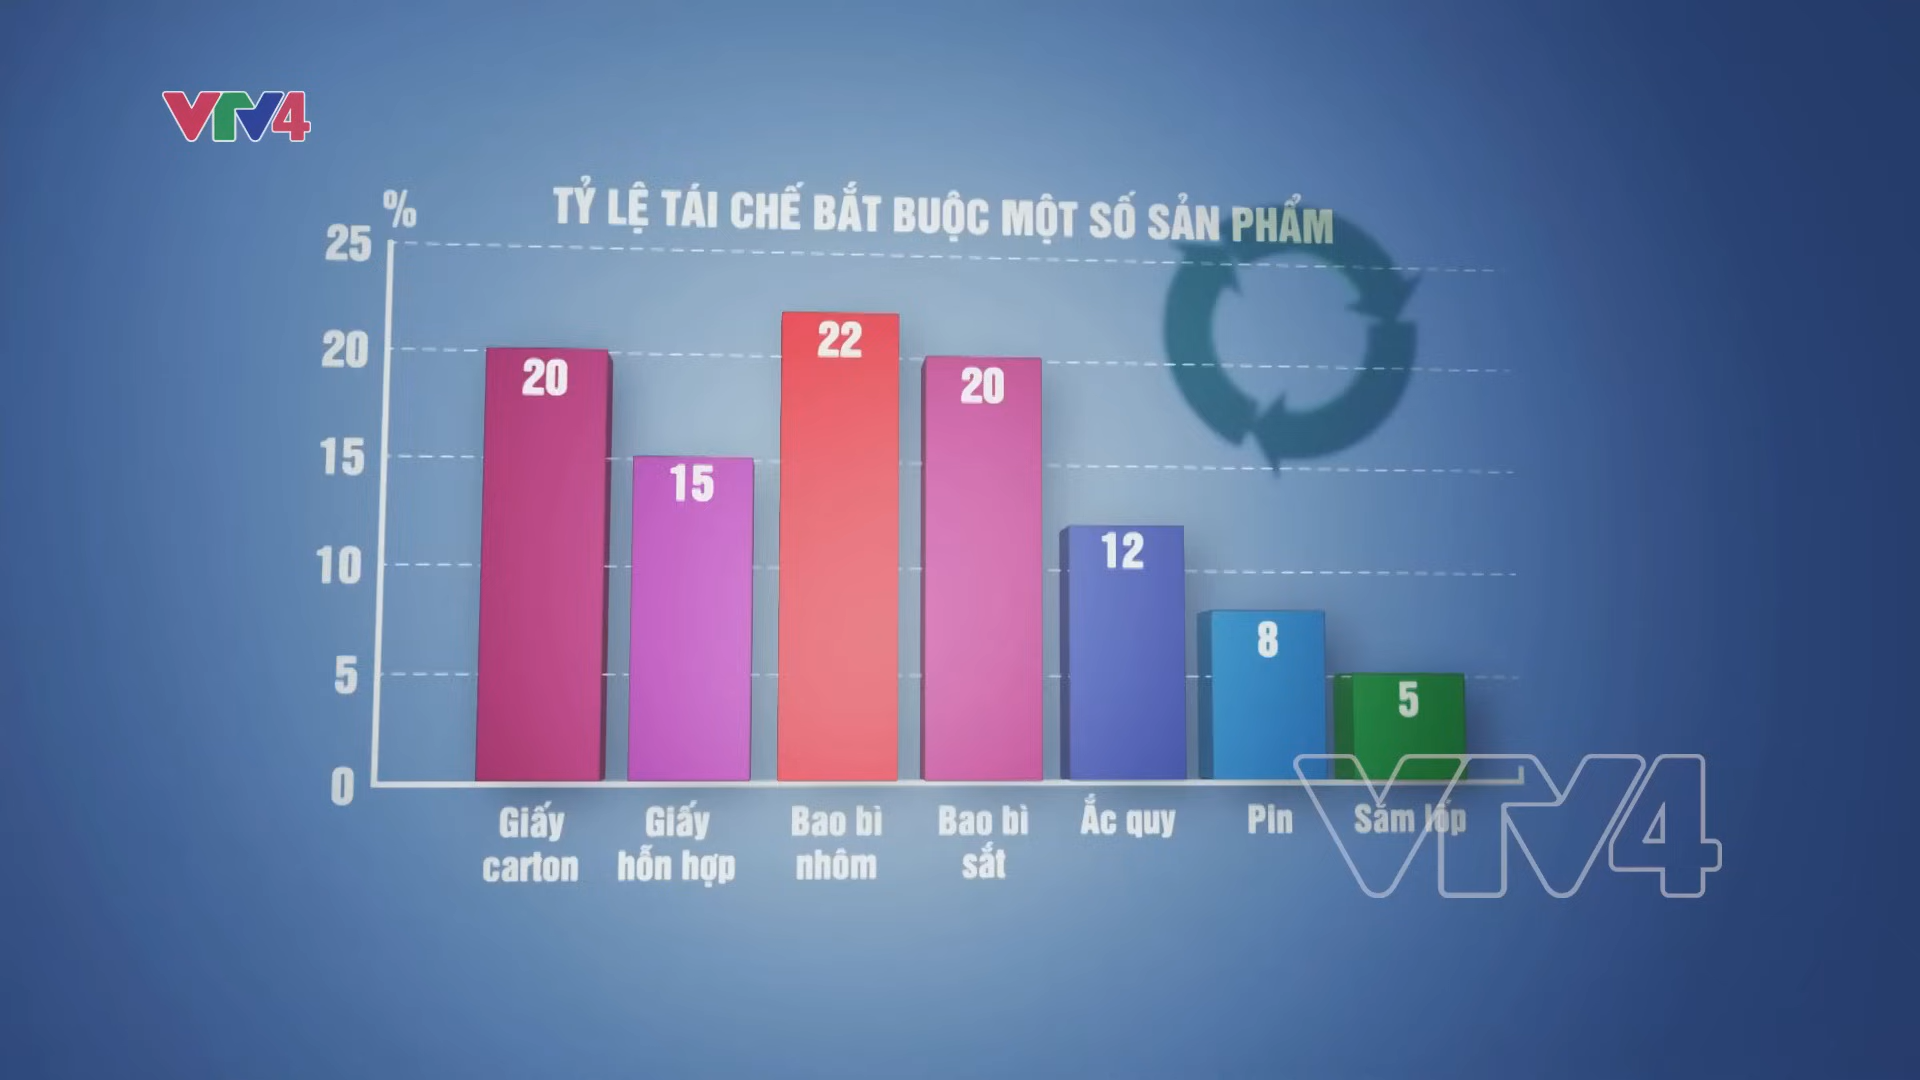 VTV4
%
TỶ LỆ TÁI CHẾ BẮT BUỘC MỘT SỐ SẢN PHẨM
25
20
15
10
5
0
20
15
22
20
12
8
5
Giấy carton
Giấy hỗn hợp
Bao bì nhôm
Bao bì sắt
Ắc quy
Pin
Săm lốp
VTV4